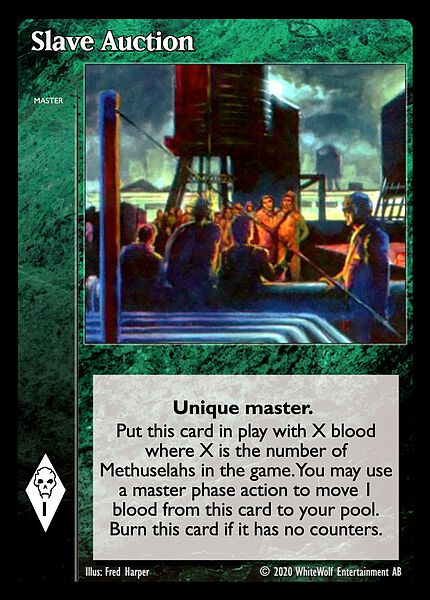 Slave Auction
MASTER
Unique master.
Put this card in play with X blood
where X is the number of
Methuselahs in the game. You may use
a master phase action to move 1
blood from this card to your pool.
Burn this card if it has no counters.
1
Illus: Fred Harper
© 2020 WhiteWolf Entertainment AB